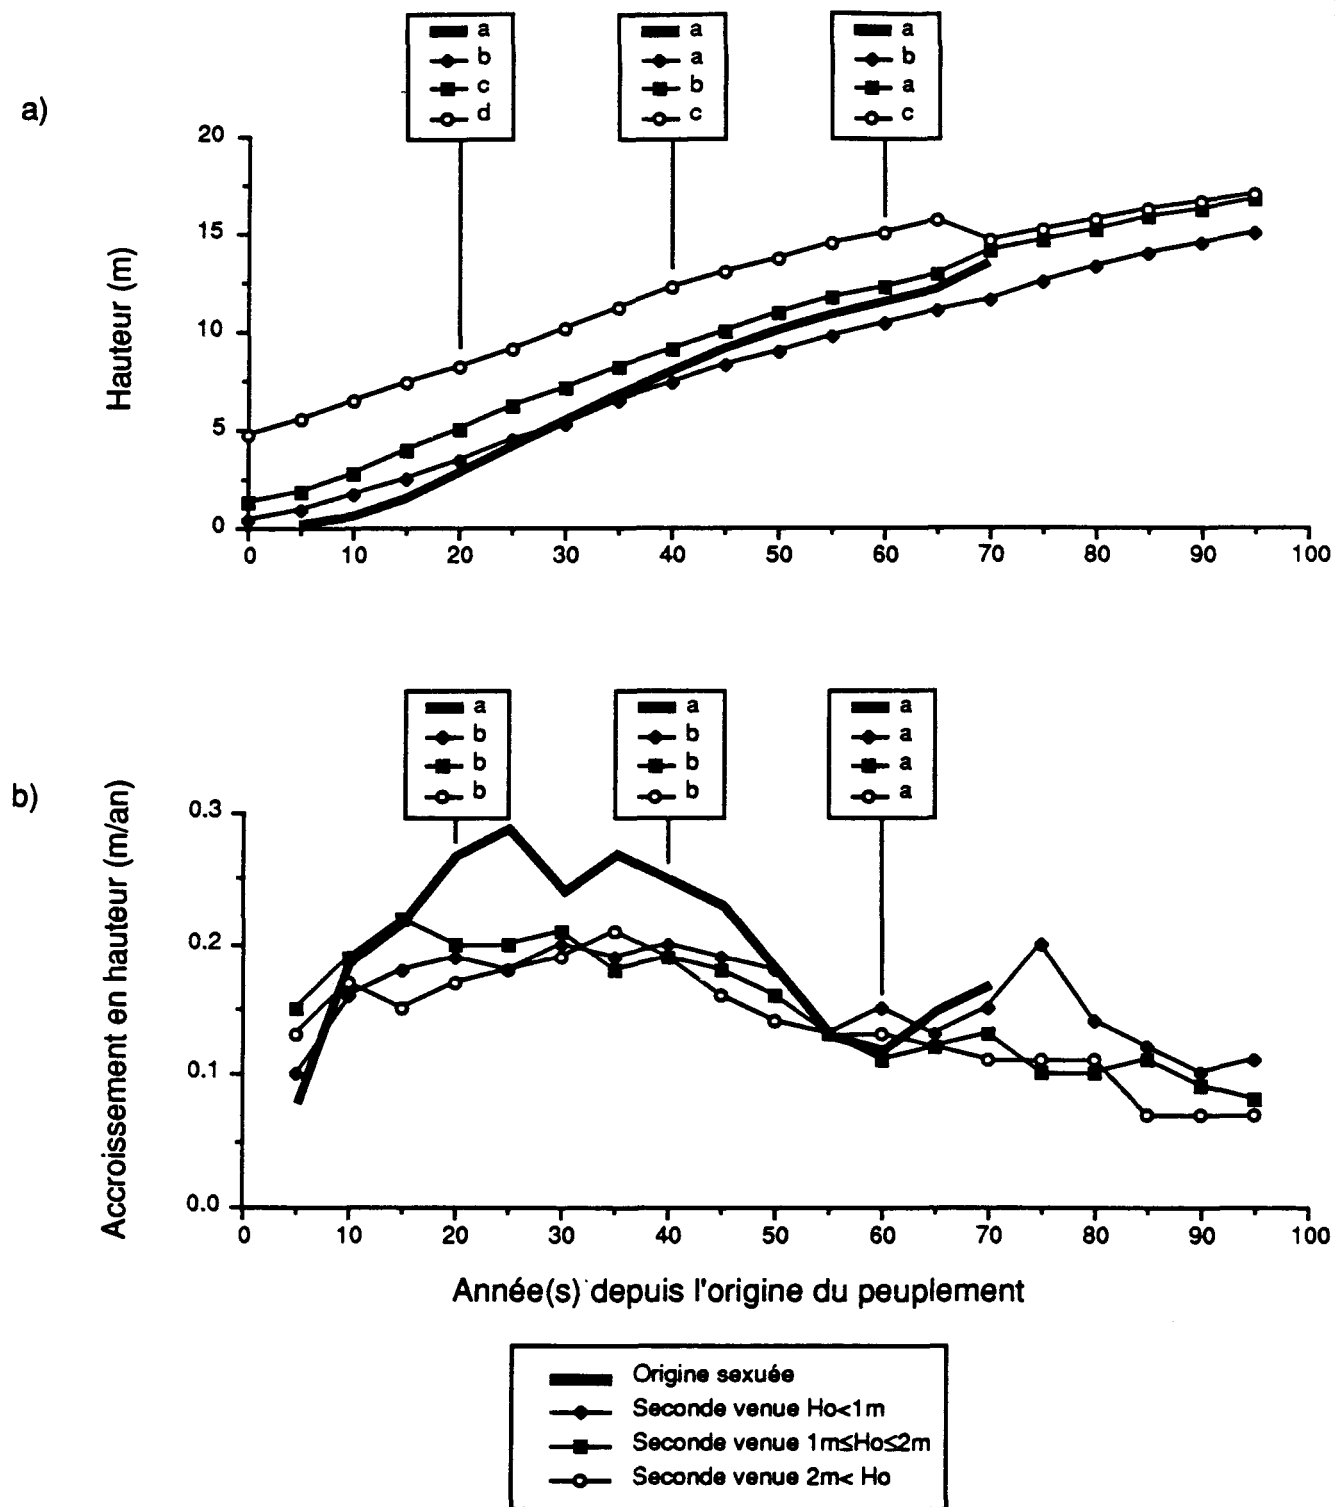 a a a
b a b
c b a
d c c
a)
20
15
10
5
0
Hauteur (m)
0 10 20 30 40 50 60 70 80 90 100
a a a
b b a
b b a
b b a
b)
0.3
0.2
0.1
0.0
Accroissement en hauteur (m/an)
0 10 20 30 40 50 60 70 80 90 100
Année(s) depuis l'origine du peuplement
Origine sexuée
Seconde venue Ho<1m
Seconde venue 1m≤Ho≤2m
Seconde venue 2m< Ho